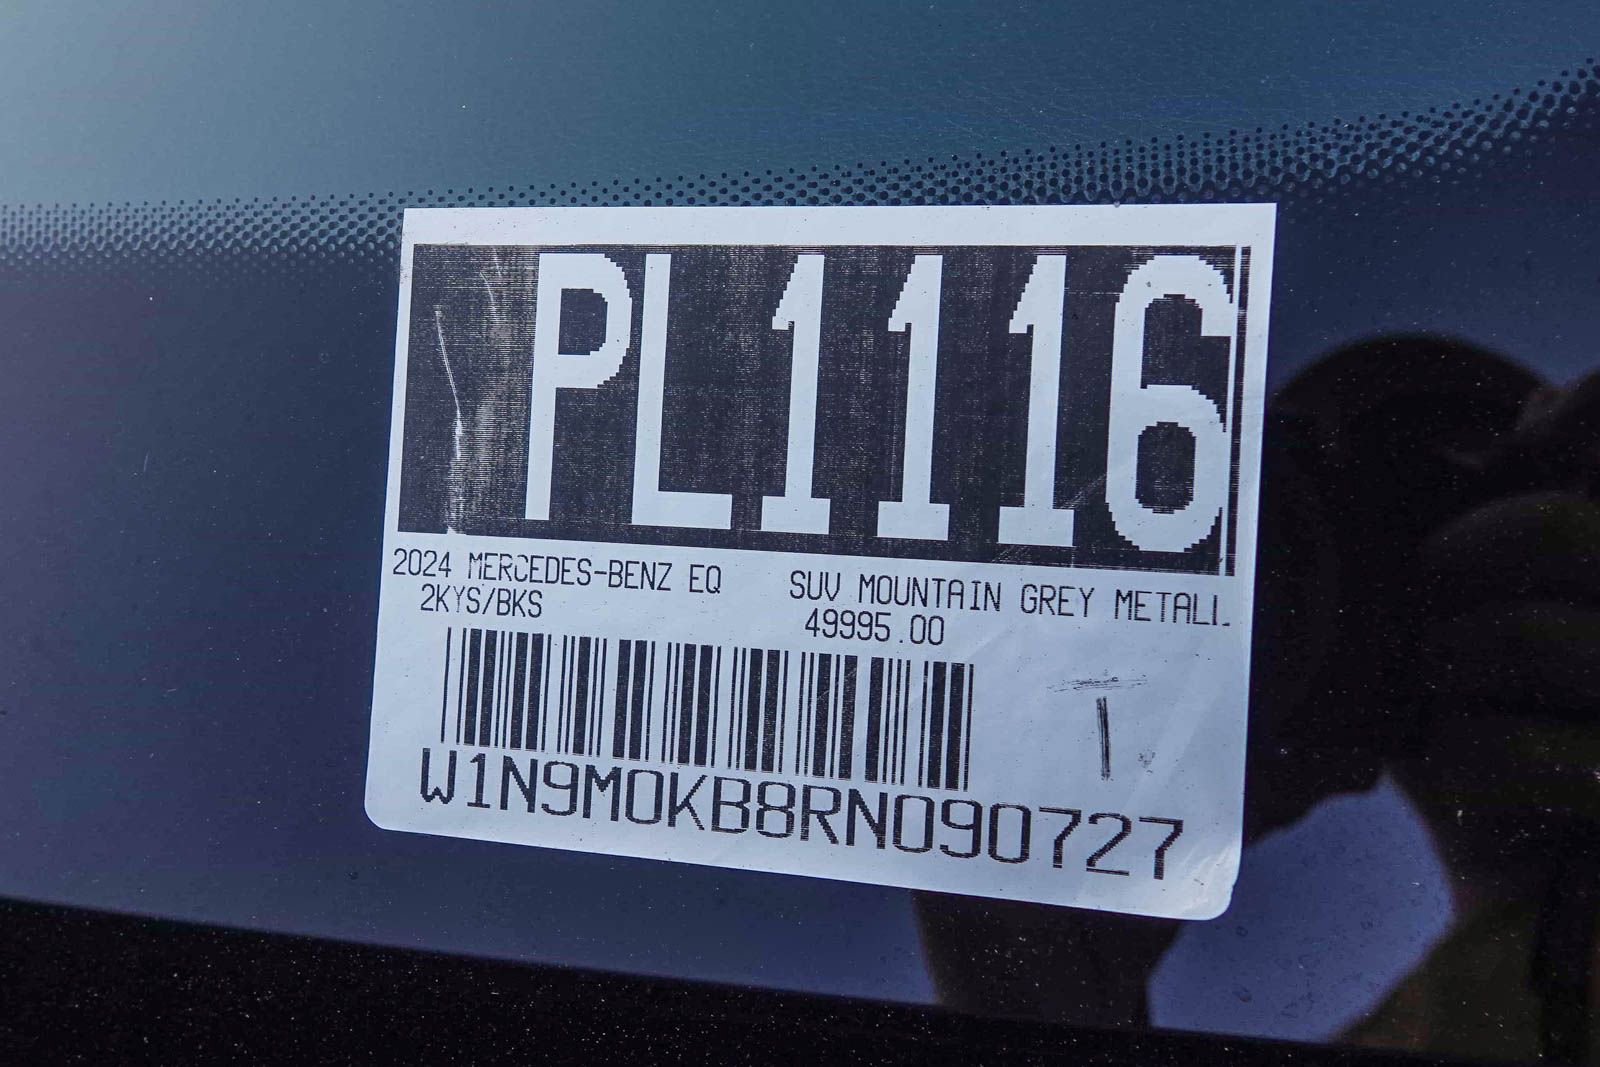 PL1116
2024 MERCEDES-BENZ EQ SUV MOUNTAIN GREY METALL
2KYS/BKS 49995.00
T
W1N9M0KB8RN090727